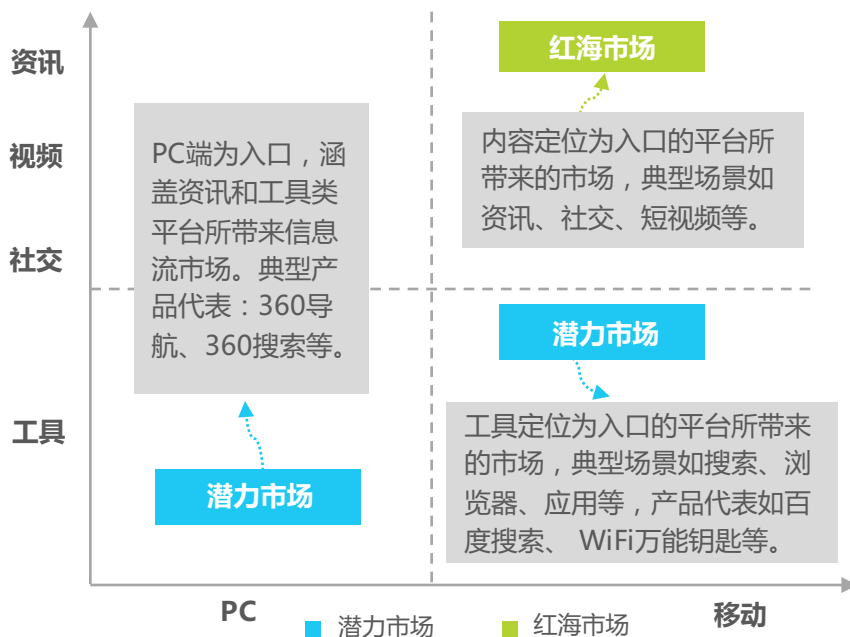 资讯
视频
社交
工具
PC端为入口，涵
盖资讯和工具类
平台所带来信息
流市场。典型产
品代表：360导
航、360搜索等。
潜力市场
红海市场
内容定位为入口的平台所
带来的市场，典型场景如
资讯、社交、短视频等。
潜力市场
工具定位为入口的平台所带来
的市场，典型场景如搜索、浏
览器、应用等，产品代表如百
度搜索、 WiFi万能钥匙等。
PC
移动
潜力市场
红海市场